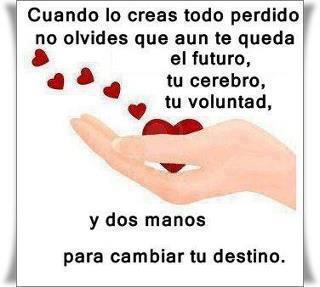 Cuando lo creas todo perdido
no olvides que aun te queda
el futuro,
tu cerebro,
tu voluntad,
y dos manos
para cambiar tu destino.